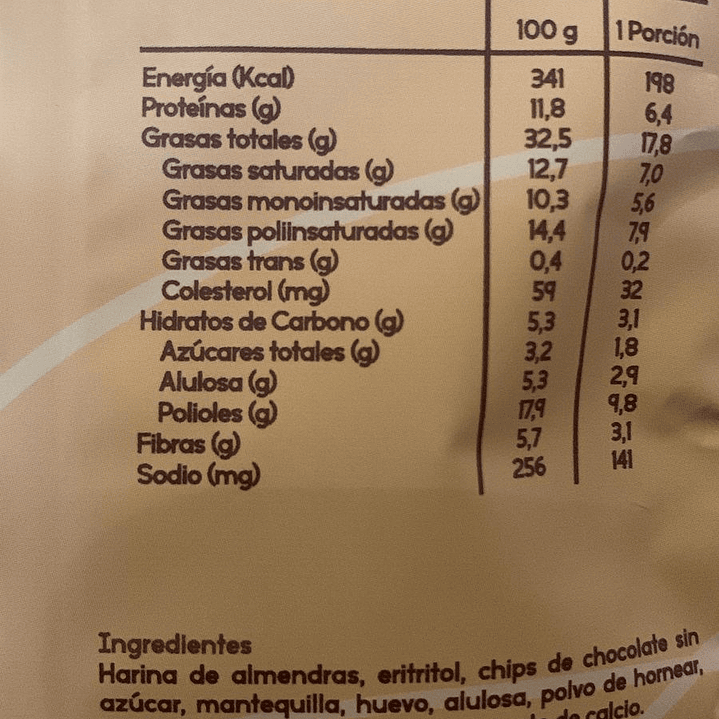 100 g 1 Porción
Energía (Kcal) 341 198
Proteínas (g) 11,8 6,4
Grasas totales (g) 32,5 17,8
Grasas saturadas (g) 12,7 7,0
Grasas monoinsaturadas (g) 10,3 5,6
Grasas poliinsaturadas (g) 14,4 7,9
Grasas trans (g) 0,4 0,2
Colesterol (mg) 59 32
Hidratos de Carbono (g) 5,3 3,1
Azúcares totales (g) 3,2 1,8
Alulosa (g) 5,3 2,9
Polioles (g) 17,9 9,8
Fibras (g) 5,7 3,1
Sodio (mg) 256 141
Ingredientes
Harina de almendras, eritritol, chips de chocolate sin
azúcar, mantequilla, huevo, alulosa, polvo de hornear,
de calcio.